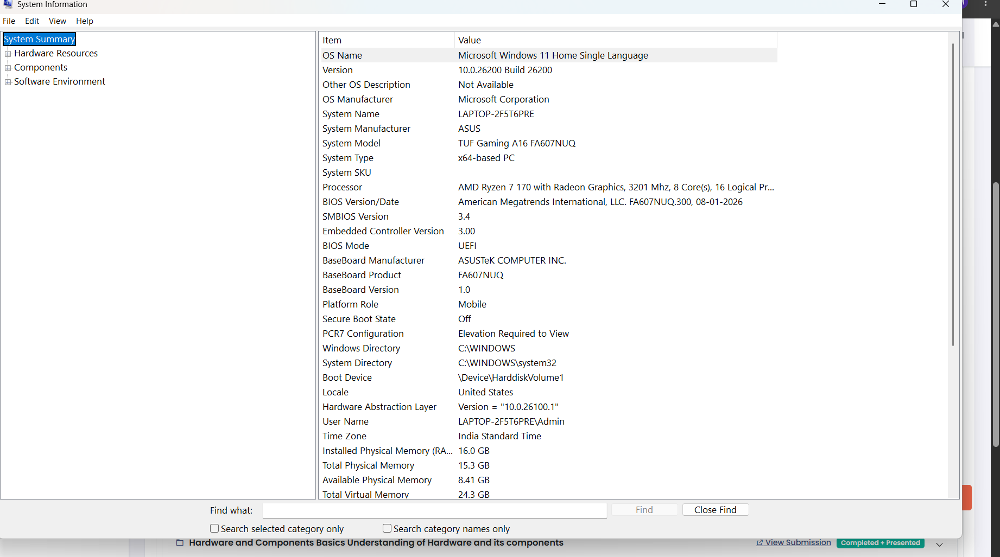 System Information
File Edit View Help
System Summary
Hardware Resources
Components
Software Environment
Item Value
OS Name Microsoft Windows 11 Home Single Language
Version 10.0.26200 Build 26200
Other OS Description Not Available
OS Manufacturer Microsoft Corporation
System Name LAPTOP-2F5T6PRE
System Manufacturer ASUS
System Model TUF Gaming A16 FA607NUQ
System Type x64-based PC
System SKU
Processor AMD Ryzen 7 170 with Radeon Graphics, 3201 Mhz, 8 Core(s), 16 Logical Pr...
BIOS Version/Date American Megatrends International, LLC. FA607NUQ.300, 08-01-2026
SMBIOS Version 3.4
Embedded Controller Version 3.00
BIOS Mode UEFI
BaseBoard Manufacturer ASUSTeK COMPUTER INC.
BaseBoard Product FA607NUQ
BaseBoard Version 1.0
Platform Role Mobile
Secure Boot State Off
PCR7 Configuration Elevation Required to View
Windows Directory C:\WINDOWS
System Directory C:\WINDOWS\system32
Boot Device \Device\HarddiskVolume1
Locale United States
Hardware Abstraction Layer Version = "10.0.26100.1"
User Name LAPTOP-2F5T6PRE\Admin
Time Zone India Standard Time
Installed Physical Memory (RA... 16.0 GB
Total Physical Memory 15.3 GB
Available Physical Memory 8.41 GB
Total Virtual Memory 24.3 GB
Find what: Find Close Find
Search selected category only Search category names only
Hardware and Components Basics Understanding of Hardware and its components View Submission Completed + Presented